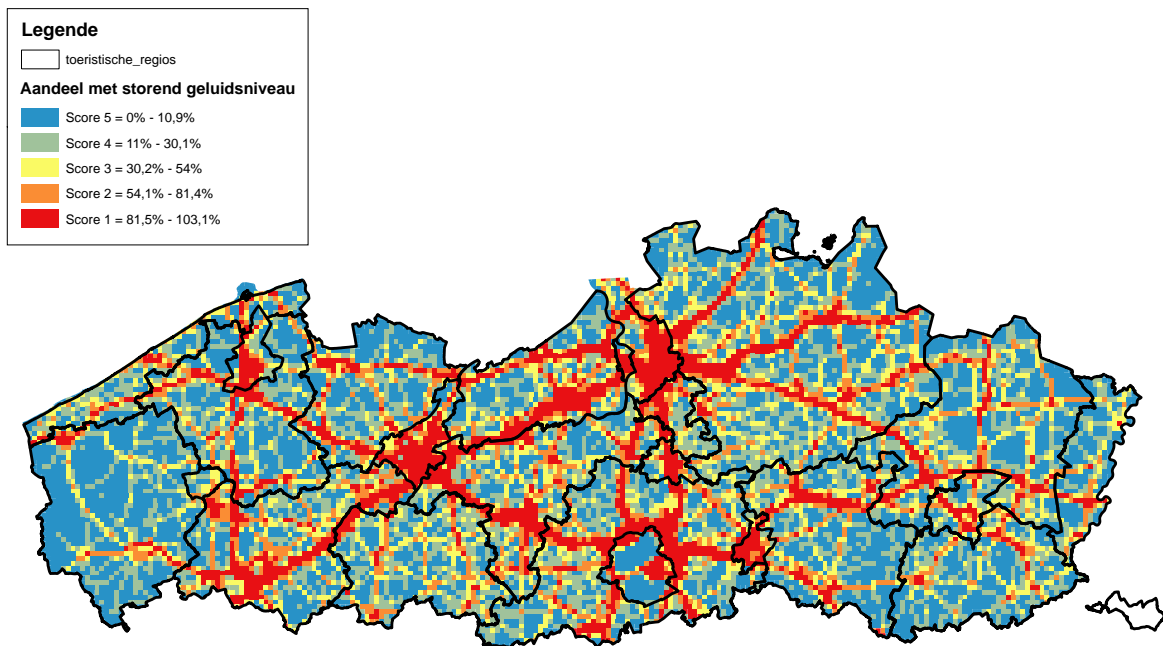 Legende
toeristische_regios
Aandeel met storend geluidsniveau
Score 5 = 0% - 10,9%
Score 4 = 11% - 30,1%
Score 3 = 30,2% - 54%
Score 2 = 54,1% - 81,4%
Score 1 = 81,5% - 103,1%